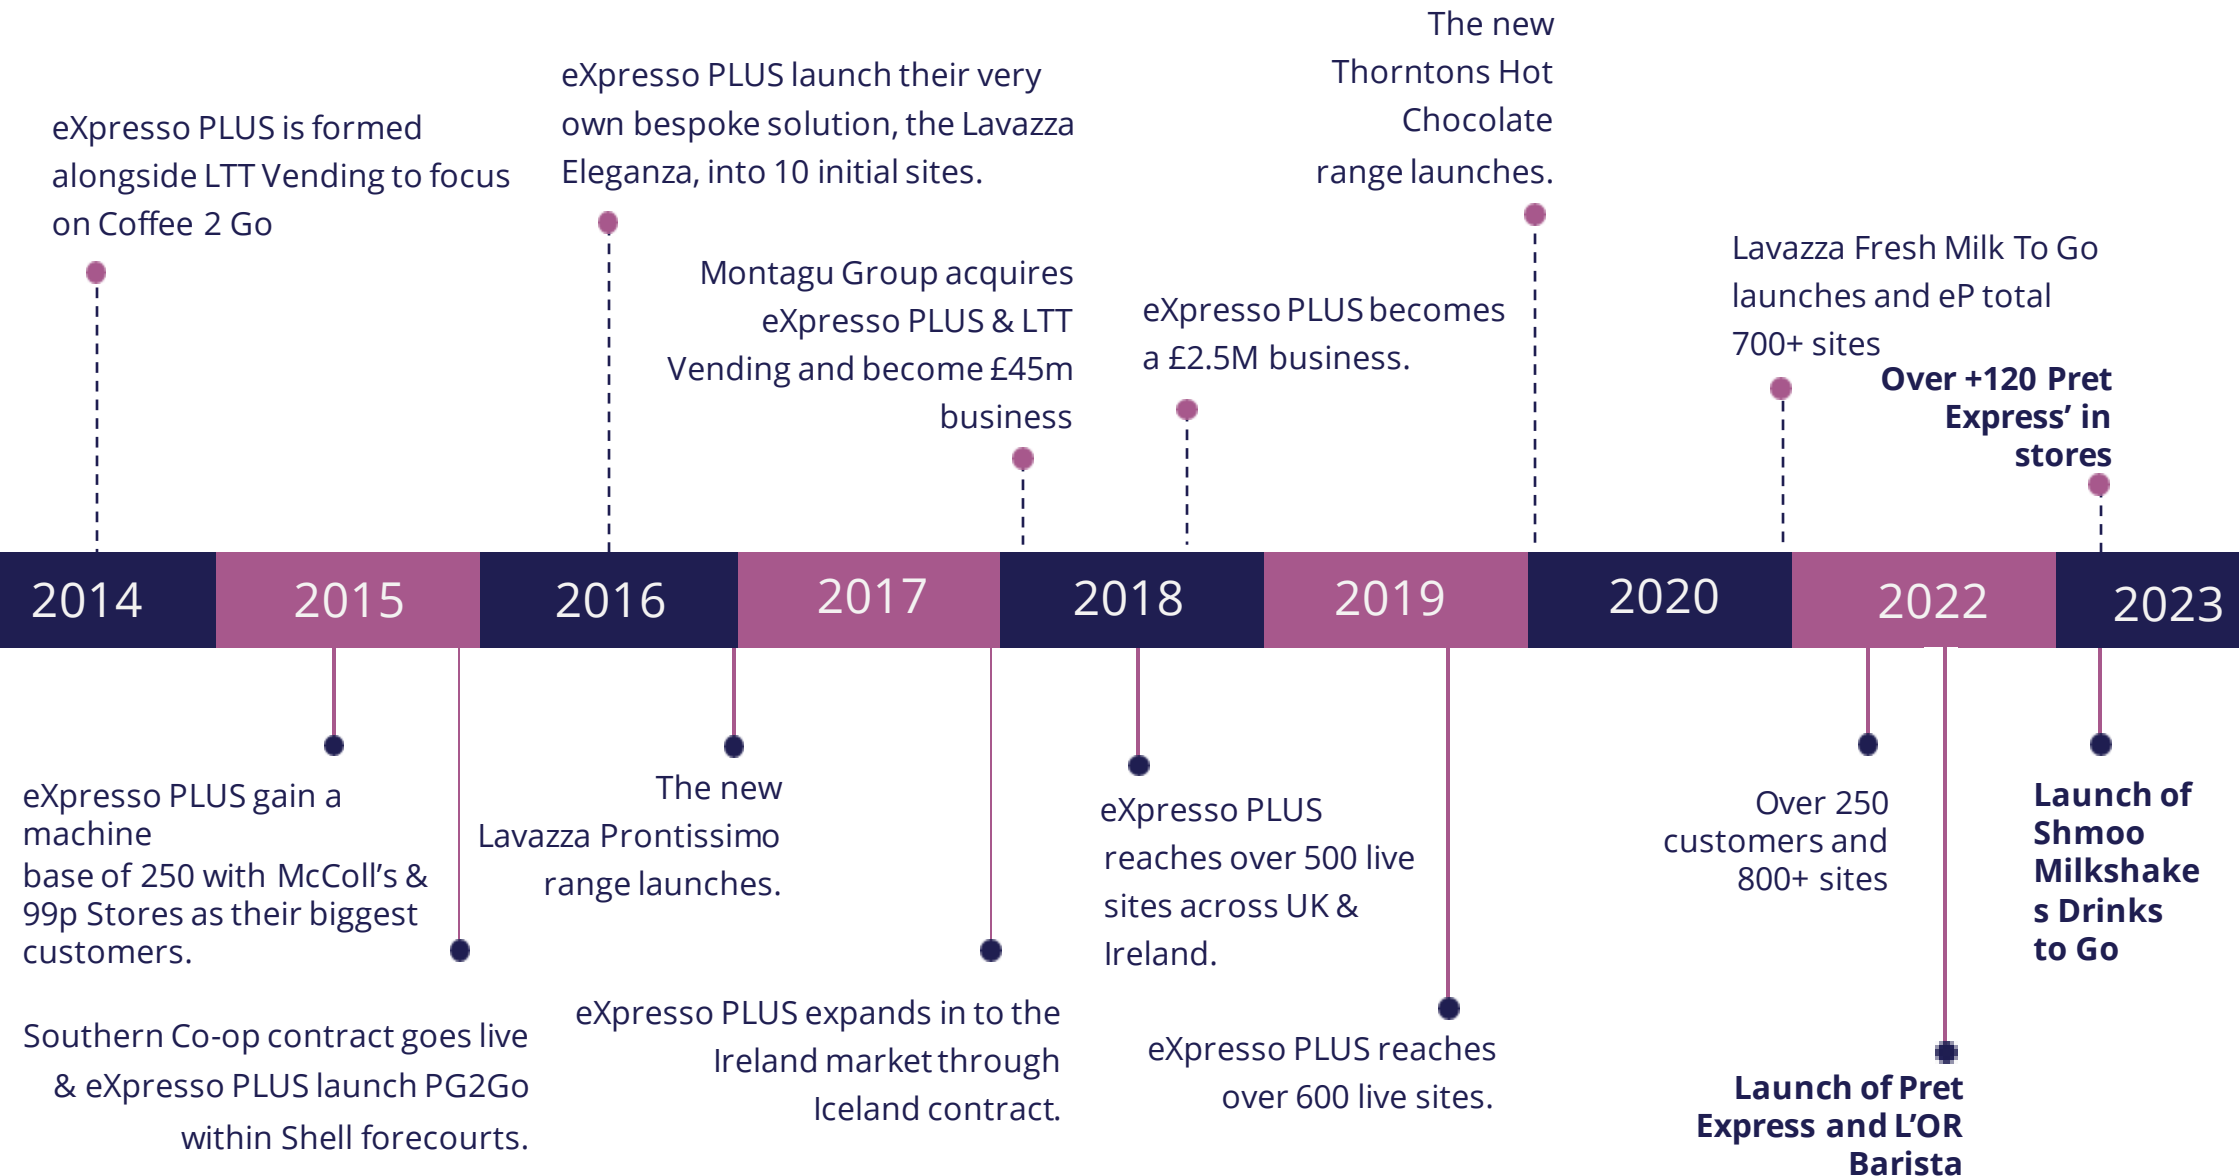 The new
Thorntons Hot
Chocolate
range launches.
eXpresso PLUS launch their very
own bespoke solution, the Lavazza
Eleganza, into 10 initial sites.
eXpresso PLUS is formed
alongside LTT Vending to focus
on Coffee 2 Go
Montagu Group acquires
eXpresso PLUS & LTT
Vending and become £45m
business
eXpresso PLUS becomes
a £2.5M business.
Lavazza Fresh Milk To Go
launches and eP total
700+ sites
Over +120 Pret
Express’ in
stores
2014
2015
2016
2017
2018
2019
2020
2022
2023
eXpresso PLUS gain a
machine
base of 250 with McColl’s &
99p Stores as their biggest
customers.
Southern Co-op contract goes live
& eXpresso PLUS launch PG2Go
within Shell forecourts.
The new
Lavazza Prontissimo
range launches.
eXpresso PLUS expands in to the
Ireland market through
Iceland contract.
eXpresso PLUS
reaches over 500 live
sites across UK &
Ireland.
eXpresso PLUS reaches
over 600 live sites.
Over 250
customers and
800+ sites
Launch of Pret
Express and L’OR
Barista
Launch of
Shmoo
Milkshake
s Drinks
to Go